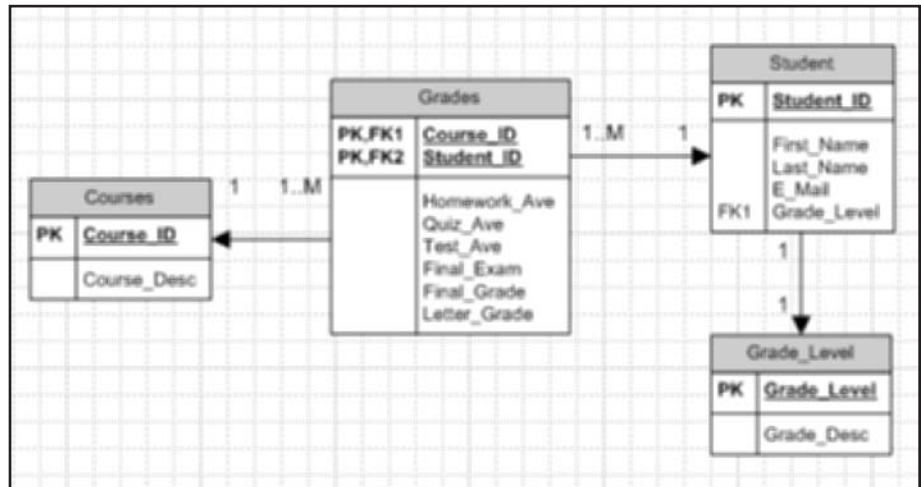 Student
PK Student_ID
First_Name
Last_Name
E_Mail
FK1 Grade_Level
Grades
PK,FK1 Course_ID
PK,FK2 Student_ID
Homework_Ave
Quiz_Ave
Test_Ave
Final_Exam
Final_Grade
Letter_Grade
1..M 1
Courses
PK Course_ID
Course_Desc
1 1..M
1
1
Grade_Level
PK Grade_Level
Grade_Desc